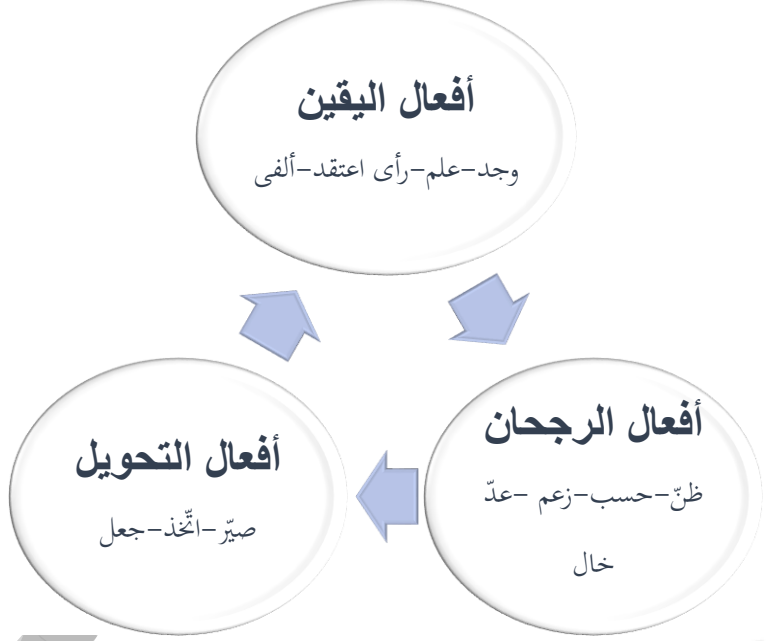 أفعال اليقين
وجد–علم–رأى اعتقد–ألفى
أفعال الرجحان
ظنّ–حسب–زعم –عدّ
خال
أفعال التحويل
صيّر–اتّخذ–جعل